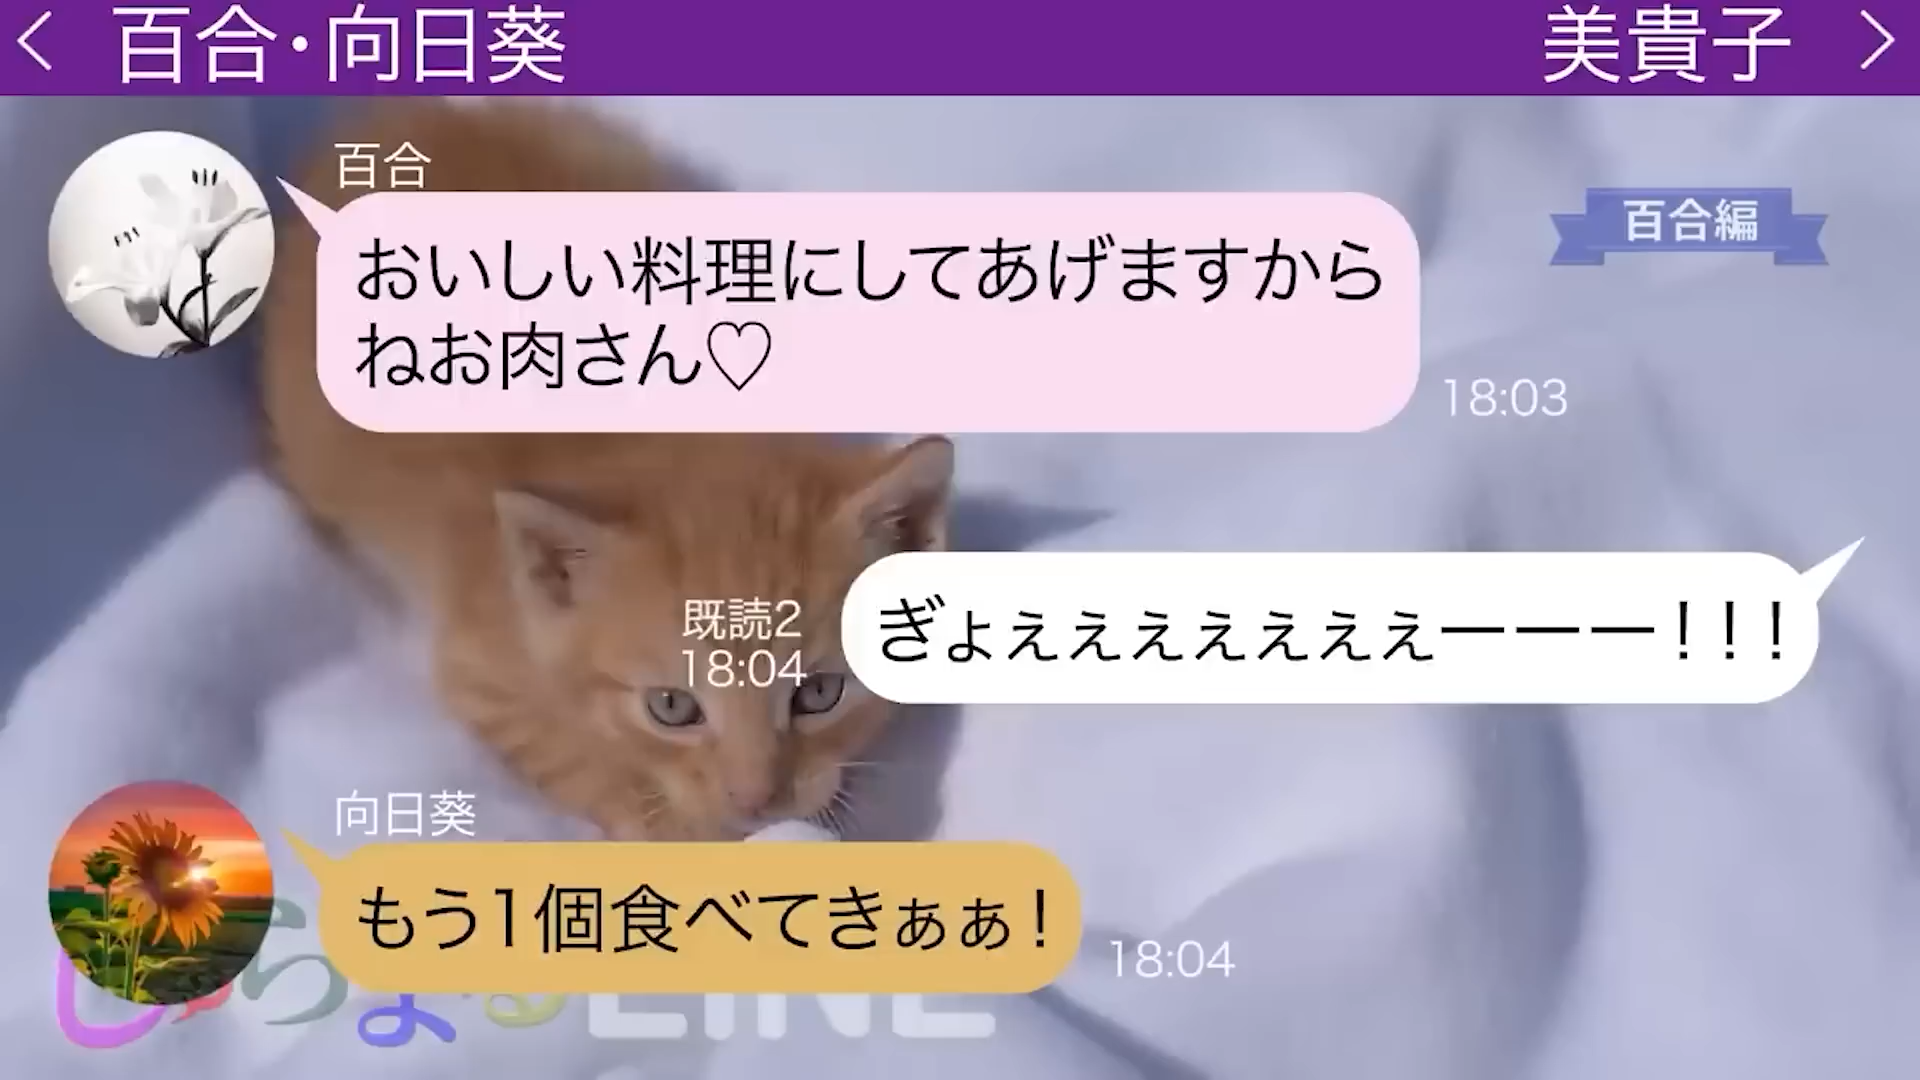 百合・向日葵
美貴子
百合
おいしい料理にしてあげますから
ねお肉さん♡
18:03
百合編
既読2
18:04
ぎょぇぇぇぇぇぇぇーーー！！！
向日葵
もう1個食べてきぁぁ！
18:04
LINE